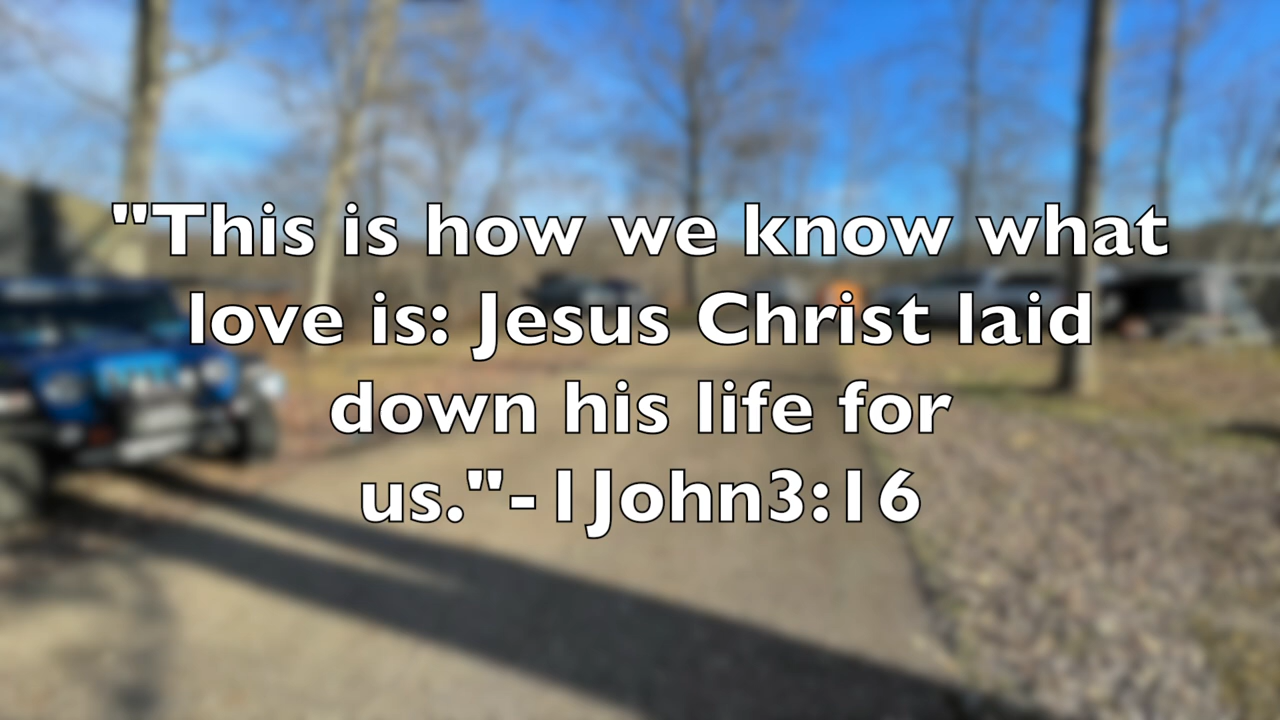 "This is how we know what
love is: Jesus Christ laid
down his life for
us."-1John3:16